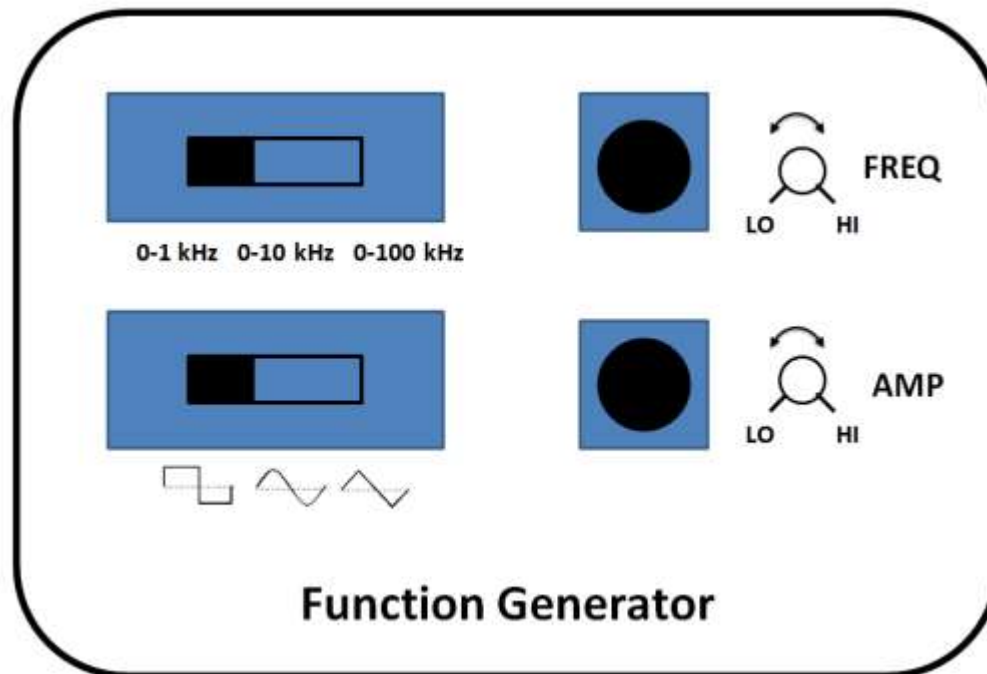 FREQ
LO HI
0-1 kHz 0-10 kHz 0-100 kHz
AMP
LO HI
Function Generator